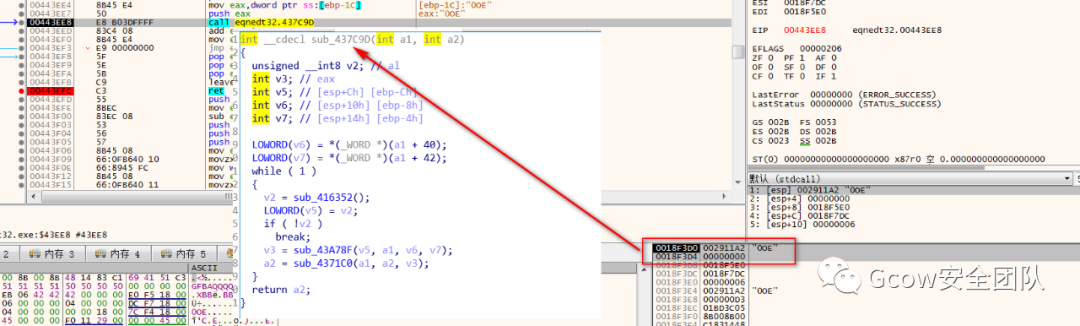 00443EE4 8B45 E4 mov eax,dword ptr ss:[ebp-1C] [ebp-1C]:"OOE"
00443EE7 50 push eax eax:"OOE"
00443EE8 E8 B03DFFFF call eqnedt32.437C9D
00443EED 83C4 08 add e
00443EF0 8B45 E4 mov e
00443EF3 E9 00000000 jmp
00443EF8 5F pop e
00443EF9 5E pop e
00443EFA 5B pop e
00443EFB C9 leave
00443EFC C3 ret
00443EFD 55 push
00443EFE 8BEC mov e
00443F00 83EC 08 sub e
00443F03 53 push
00443F04 56 push
00443F05 57 push
00443F06 8B45 08 mov e
00443F09 66:0FB640 10 movzx
00443F0E 66:8945 FC mov w
00443F12 8B45 08 mov e
00443F15 66:0FB640 11 movzx
int __cdecl sub_437C9D(int a1, int a2)
{
unsigned __int8 v2; // al
int v3; // eax
int v5; // [esp+Ch] [ebp-Ch]
int v6; // [esp+10h] [ebp-8h]
int v7; // [esp+14h] [ebp-4h]
LOWORD(v6) = *(_WORD *)(a1 + 40);
LOWORD(v7) = *(_WORD *)(a1 + 42);
while ( 1 )
{
v2 = sub_416352();
LOWORD(v5) = v2;
if ( !v2 )
break;
v3 = sub_43A78F(v5, a1, v6, v7);
a2 = sub_4371C0(a1, a2, v3);
}
return a2;
}
ESI 0018F7DC
EDI 0018F5E0
EIP 00443EE8 eqnedt32.00443EE8
EFLAGS 00000206
ZF 0 PF 1 AF 0
OF 0 SF 0 DF 0
CF 0 TF 0 IF 1
LastError 00000000 (ERROR_SUCCESS)
LastStatus 00000000 (STATUS_SUCCESS)
GS 002B FS 0053
ES 002B DS 002B
CS 0023 SS 002B
ST(0) 00000000000000000000 x87r0 空 0.000000000000000000
默认 (stdcall)
1: [esp] 002911A2 "OOE"
2: [esp+4] 00000000
3: [esp+8] 0018F5E0
4: [esp+C] 0018F7DC
5: [esp+10] 00000006
t32.exe:$43EE8 #43EE8
2 内存 3 内存 4 内存 5
ASCII
0018F3D0 002911A2 "OOE"
0018F3D4 00000000
0018F3D8 0018F5E0
0018F7DC
00000006
0018F3E4 002911A2 "OOE"
000000D3
018D3C05
0018F3F0 8B008B00
C1831448
Gcow安全团队